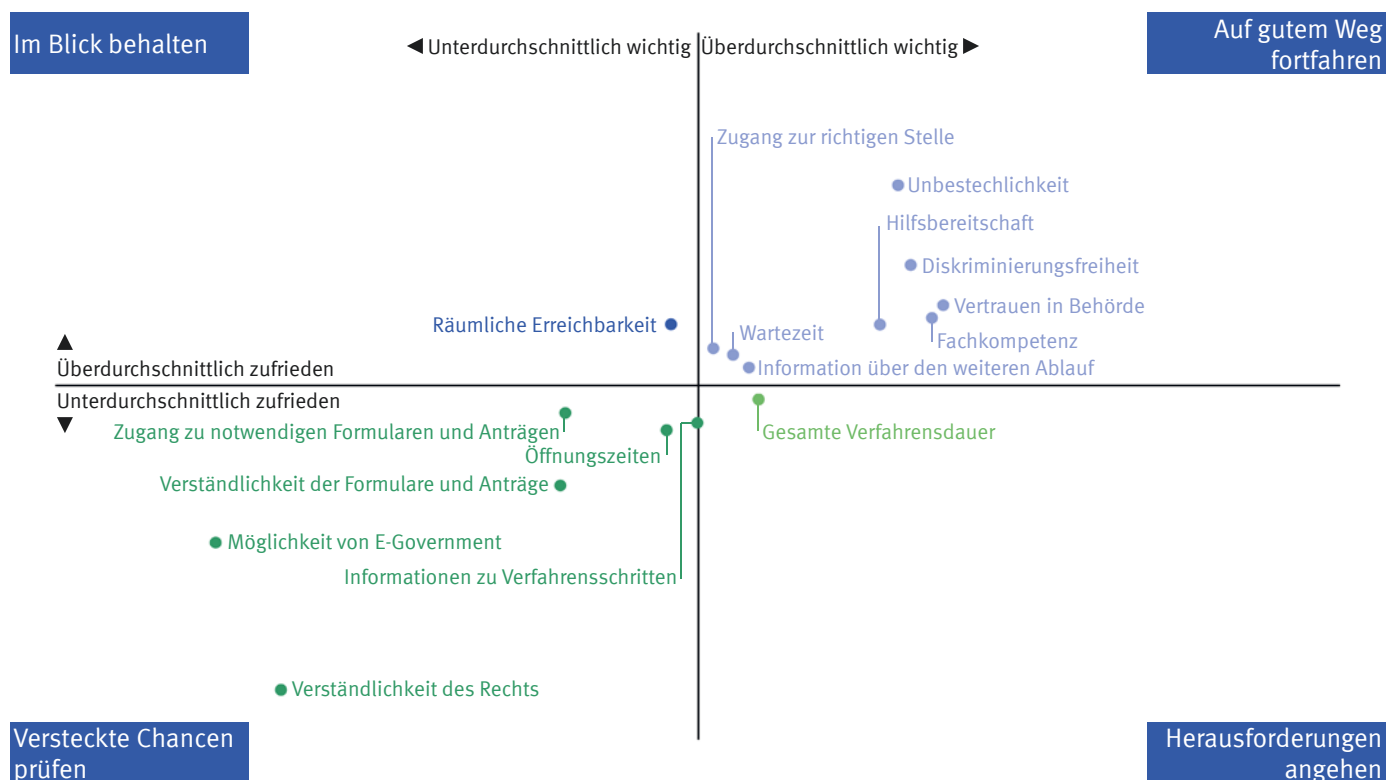 Im Blick behalten
◀ Unterdurchschnittlich wichtig
Überdurchschnittlich wichtig ▶
Auf gutem Weg
fortfahren
Zugang zur richtigen Stelle
Unbestechlichkeit
Hilfsbereitschaft
Diskriminierungsfreiheit
Vertrauen in Behörde
Räumliche Erreichbarkeit
Wartezeit
Fachkompetenz
▲
Überdurchschnittlich zufrieden
Information über den weiteren Ablauf
Unterdurchschnittlich zufrieden
▼
Zugang zu notwendigen Formularen und Anträgen
Gesamte Verfahrensdauer
Öffnungszeiten
Verständlichkeit der Formulare und Anträge
Möglichkeit von E-Government
Informationen zu Verfahrensschritten
Verständlichkeit des Rechts
Versteckte Chancen
prüfen
Herausforderungen
angehen